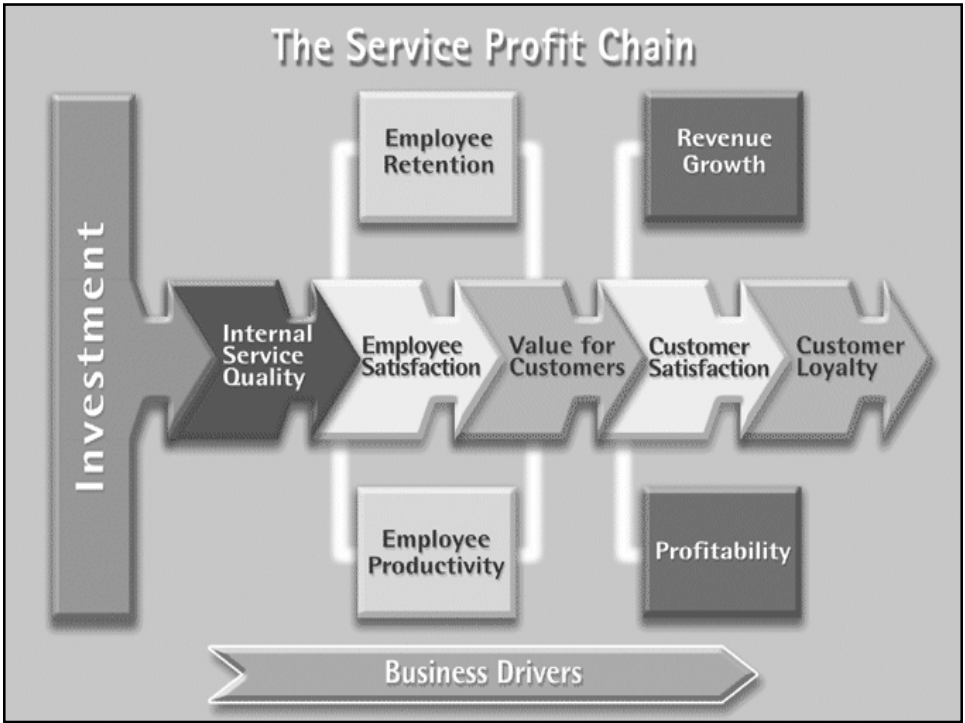 The Service Profit Chain
Employee
Retention
Revenue
Growth
Investment
Internal
Service
Quality
Employee
Satisfaction
Value for
Customers
Customer
Satisfaction
Customer
Loyalty
Employee
Productivity
Profitability
Business Drivers